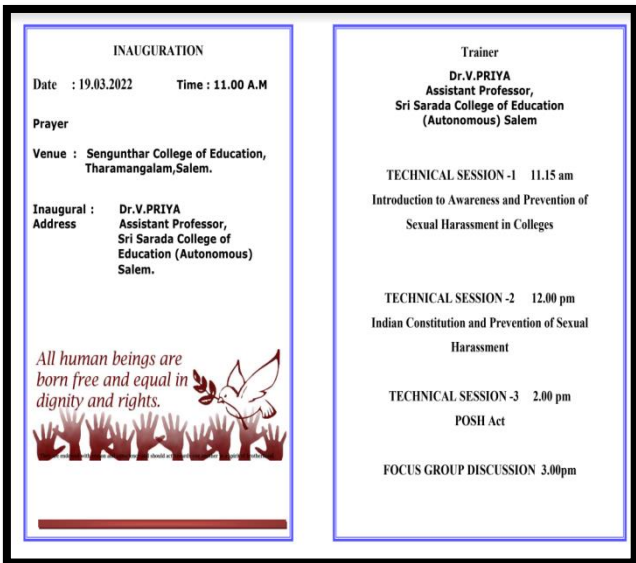 INAUGURATION
Date : 19.03.2022 Time : 11.00 A.M
Prayer
Venue : Sengunthar College of Education,
Tharamangalam,Salem.
Inaugural : Dr.V.PRIYA
Address Assistant Professor,
Sri Sarada College of
Education (Autonomous)
Salem.
All human beings are
born free and equal in
dignity and rights.
Trainer
Dr.V.PRIYA
Assistant Professor,
Sri Sarada College of Education
(Autonomous) Salem
TECHNICAL SESSION -1 11.15 am
Introduction to Awareness and Prevention of
Sexual Harassment in Colleges
TECHNICAL SESSION -2 12.00 pm
Indian Constitution and Prevention of Sexual
Harassment
TECHNICAL SESSION -3 2.00 pm
POSH Act
FOCUS GROUP DISCUSSION 3.00pm